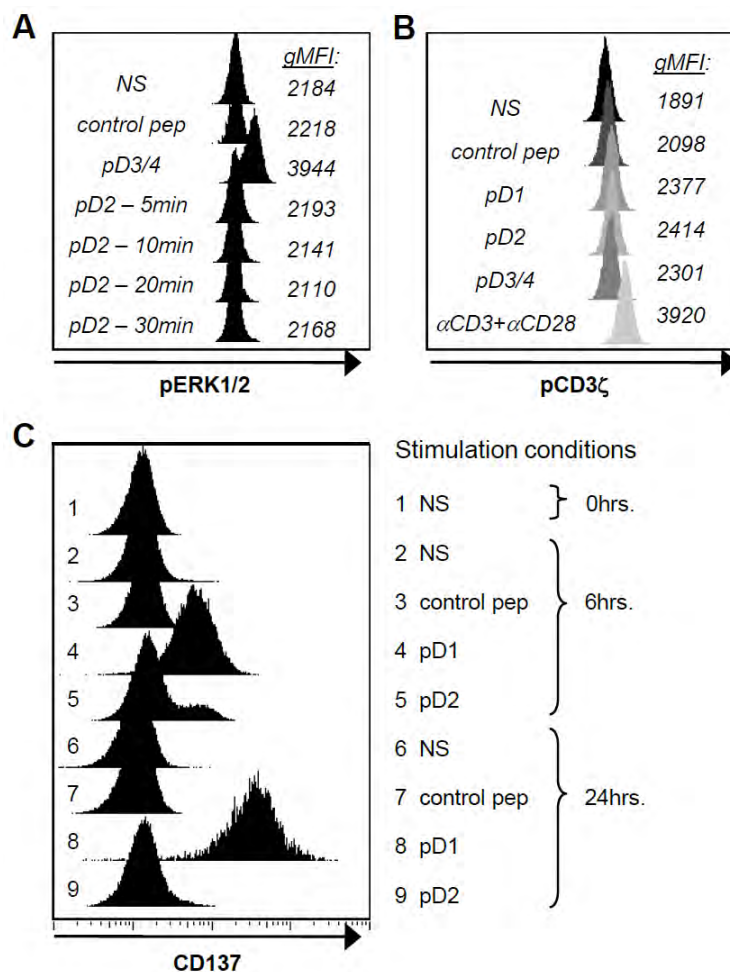 A
gMFI:
NS 2184
control pep 2218
pD3/4 3944
pD2 – 5min 2193
pD2 – 10min 2141
pD2 – 20min 2110
pD2 – 30min 2168
pERK1/2
B
gMFI:
NS 1891
control pep 2098
pD1 2377
pD2 2414
pD3/4 2301
αCD3+αCD28 3920
pCD3ζ
C
1
2
3
4
5
6
7
8
9
CD137
Stimulation conditions
1 NS 0hrs.
2 NS
3 control pep 6hrs.
4 pD1
5 pD2
6 NS
7 control pep 24hrs.
8 pD1
9 pD2